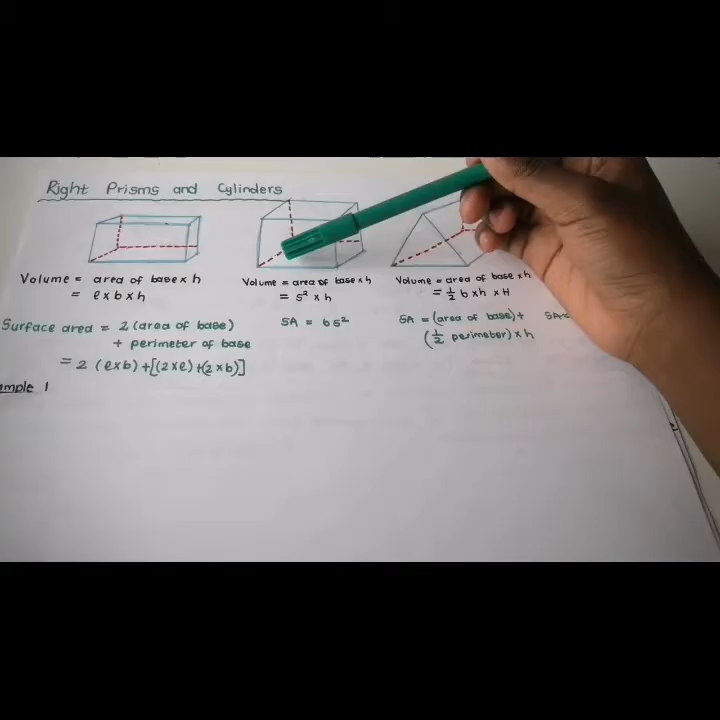 Right Prisms and Cylinders
Volume = area of base x h
= l x b x h
Surface area = 2 (area of base)
+ perimeter of base
= 2 (l x b) + [(2 x l) + (2 x b)]
mple 1
Volume = area of base x h
= s² x h
SA = 6s²
Volume = area of base x h
= ½ b x h x H
SA = (area of base) +
(½ perimeter) x h
SA =